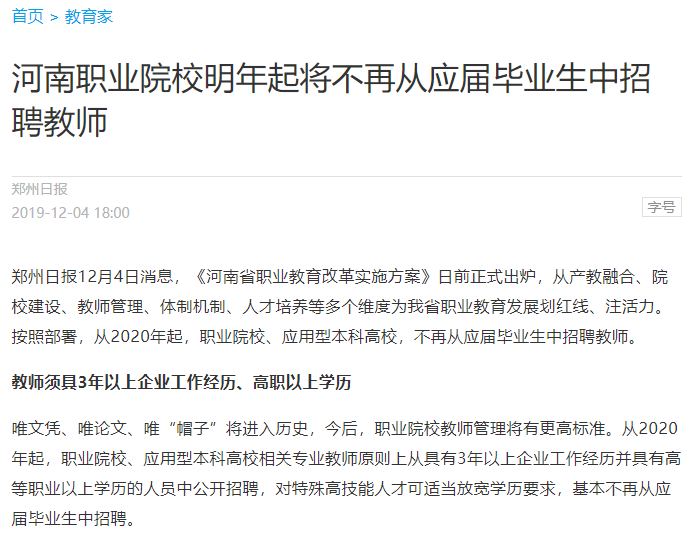 首页 > 教育家
河南职业院校明年起将不再从应届毕业生中招
聘教师
郑州日报
2019-12-04 18:00
字号
郑州日报12月4日消息，《河南省职业教育改革实施方案》日前正式出炉，从产教融合、院
校建设、教师管理、体制机制、人才培养等多个维度为我省职业教育发展划红线、注活力。
按照部署，从2020年起，职业院校、应用型本科高校，不再从应届毕业生中招聘教师。
教师须具3年以上企业工作经历、高职以上学历
唯文凭、唯论文、唯“帽子”将进入历史，今后，职业院校教师管理将有更高标准。从2020
年起，职业院校、应用型本科高校相关专业教师原则上从具有3年以上企业工作经历并具有高
等职业以上学历的人员中公开招聘，对特殊高技能人才可适当放宽学历要求，基本不再从应
届毕业生中招聘。